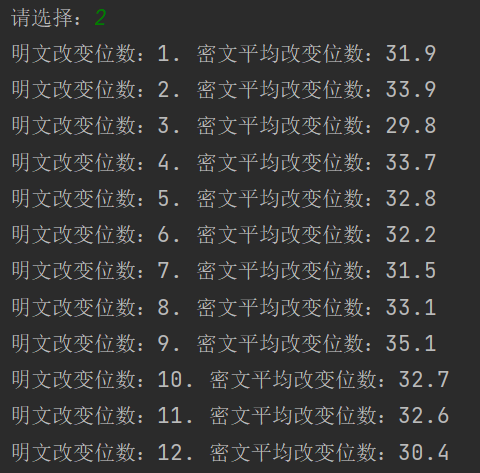 请选择：2
明文改变位数：1. 密文平均改变位数：31.9
明文改变位数：2. 密文平均改变位数：33.9
明文改变位数：3. 密文平均改变位数：29.8
明文改变位数：4. 密文平均改变位数：33.7
明文改变位数：5. 密文平均改变位数：32.8
明文改变位数：6. 密文平均改变位数：32.2
明文改变位数：7. 密文平均改变位数：31.5
明文改变位数：8. 密文平均改变位数：33.1
明文改变位数：9. 密文平均改变位数：35.1
明文改变位数：10. 密文平均改变位数：32.7
明文改变位数：11. 密文平均改变位数：32.6
明文改变位数：12. 密文平均改变位数：30.4